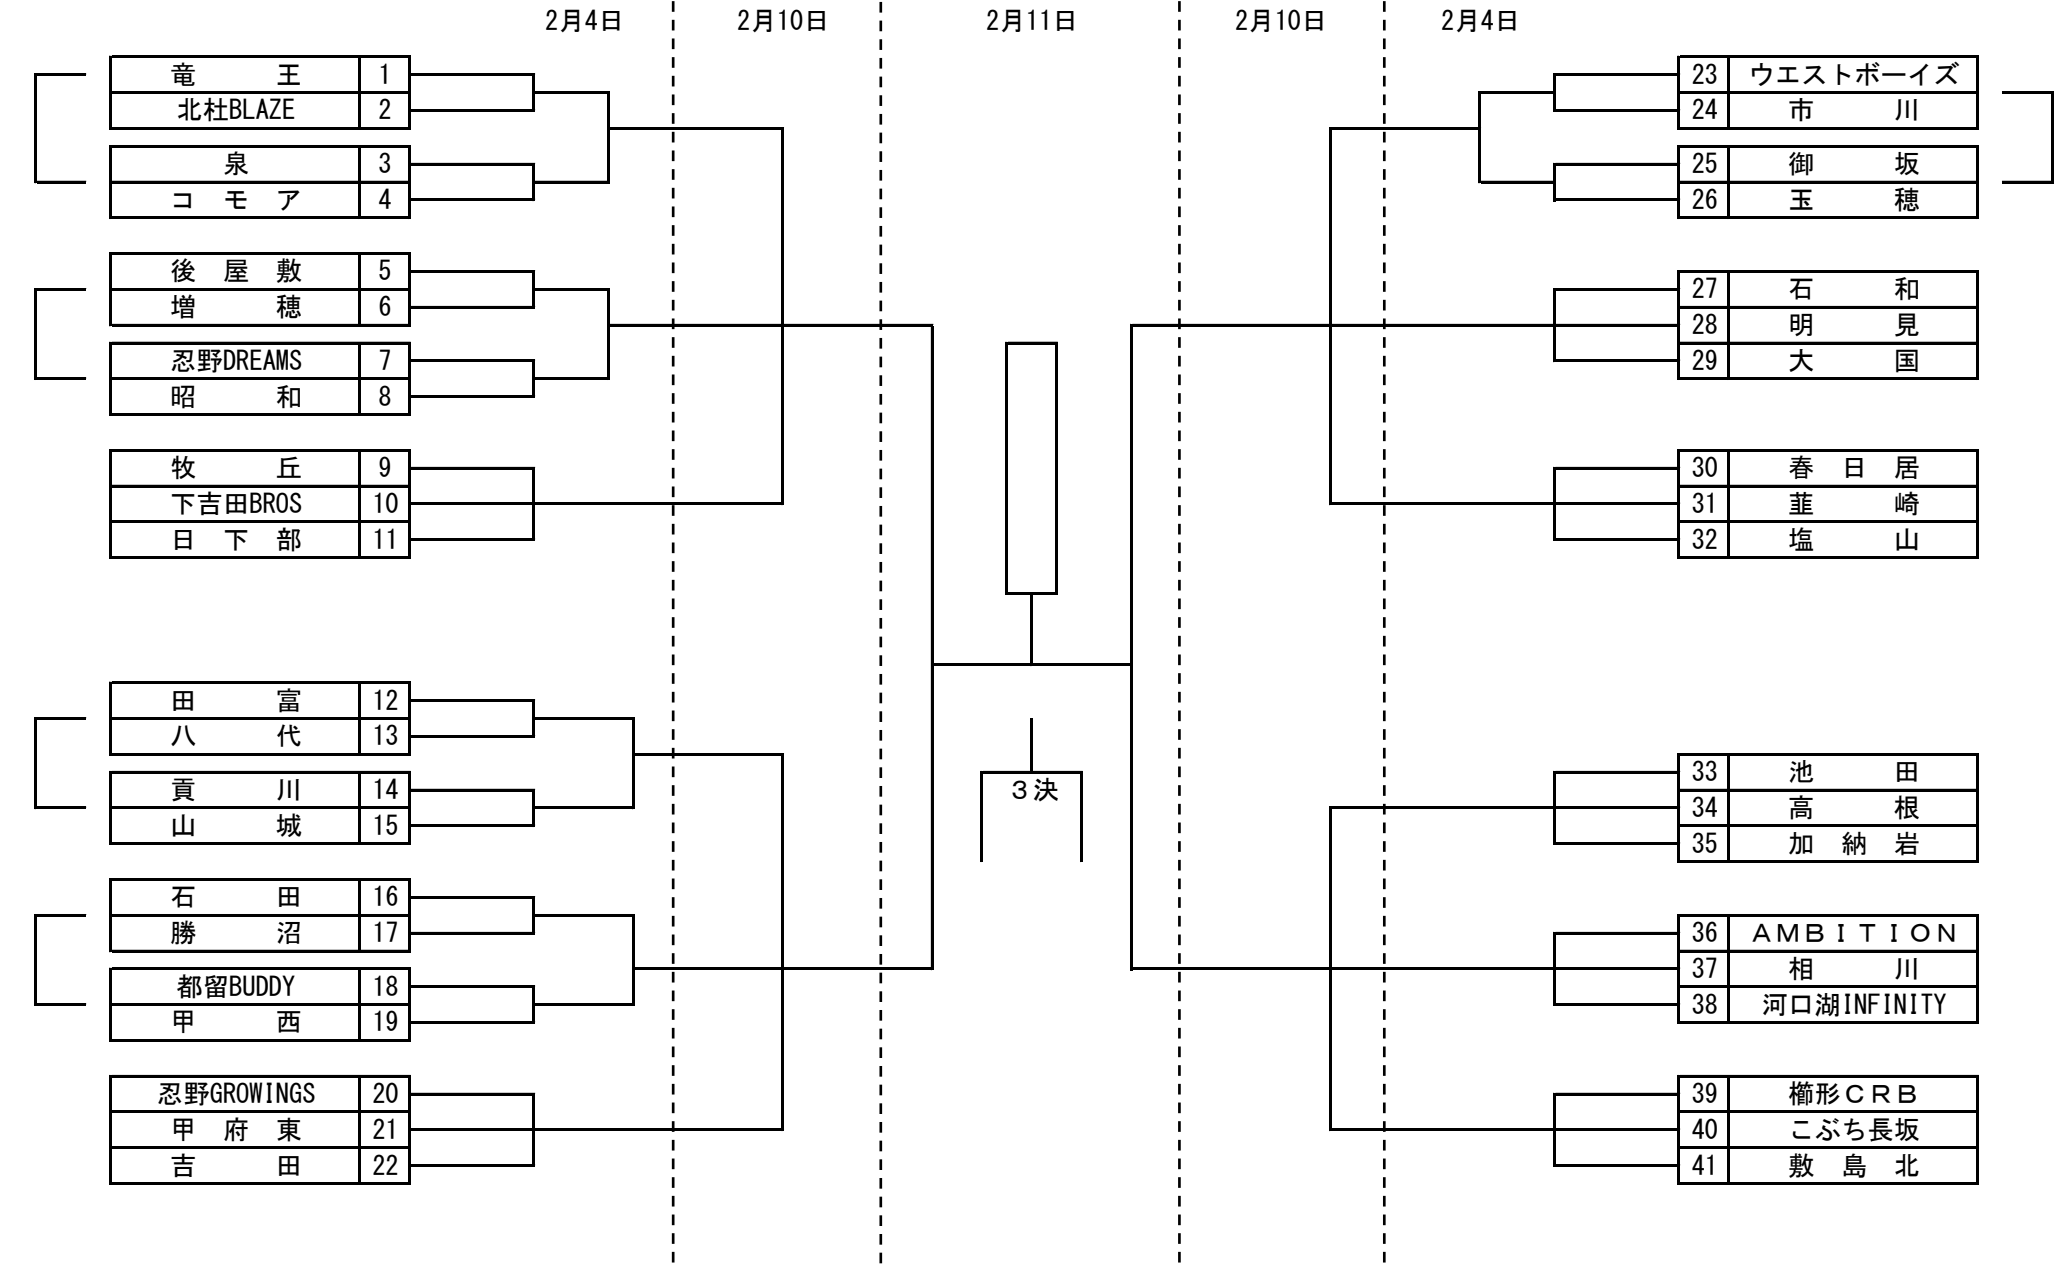 2月4日 2月10日 2月11日 2月10日 2月4日
竜王 1
北杜BLAZE 2
泉 3
コモア 4
後屋敷 5
増穂 6
忍野DREAMS 7
昭和 8
牧丘 9
下吉田BROS 10
日下部 11
田富 12
八代 13
貢川 14
山城 15
石田 16
勝沼 17
都留BUDDY 18
甲西 19
忍野GROWINGS 20
甲府東 21
吉田 22
3決
23 ウエストボーイズ
24 市川
25 御坂
26 玉穂
27 石和
28 明見
29 大国
30 春日居
31 韮崎
32 塩山
33 池田
34 高根
35 加納岩
36 AMBITION
37 相川
38 河口湖INFINITY
39 櫛形CRB
40 こぶち長坂
41 敷島北